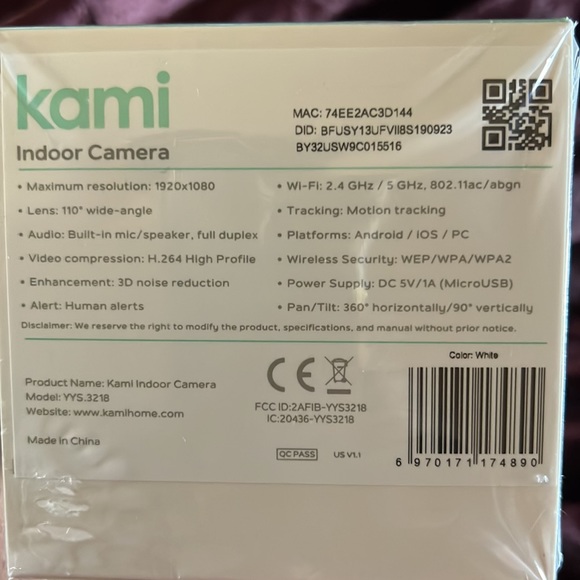 kami
Indoor Camera
MAC: 74EE2AC3D144
DID: BFUSY13UFVII8S190923
BY32USW9C015516
• Maximum resolution: 1920x1080
• Lens: 110° wide-angle
• Audio: Built-in mic/speaker, full duplex
• Video compression: H.264 High Profile
• Enhancement: 3D noise reduction
• Alert: Human alerts
• Wi-Fi: 2.4 GHz / 5 GHz, 802.11ac/abgn
• Tracking: Motion tracking
• Platforms: Android / iOS / PC
• Wireless Security: WEP/WPA/WPA2
• Power Supply: DC 5V/1A (MicroUSB)
• Pan/Tilt: 360° horizontally/90° vertically
Disclaimer: We reserve the right to modify the product, specifications, and manual without prior notice.
Product Name: Kami Indoor Camera
Model: YYS.3218
Website: www.kamihome.com
Made in China
CE
FCC ID:2AFIB-YYS3218
IC:20436-YYS3218
QC PASS US V1.1
Color: White
6 970171 174890